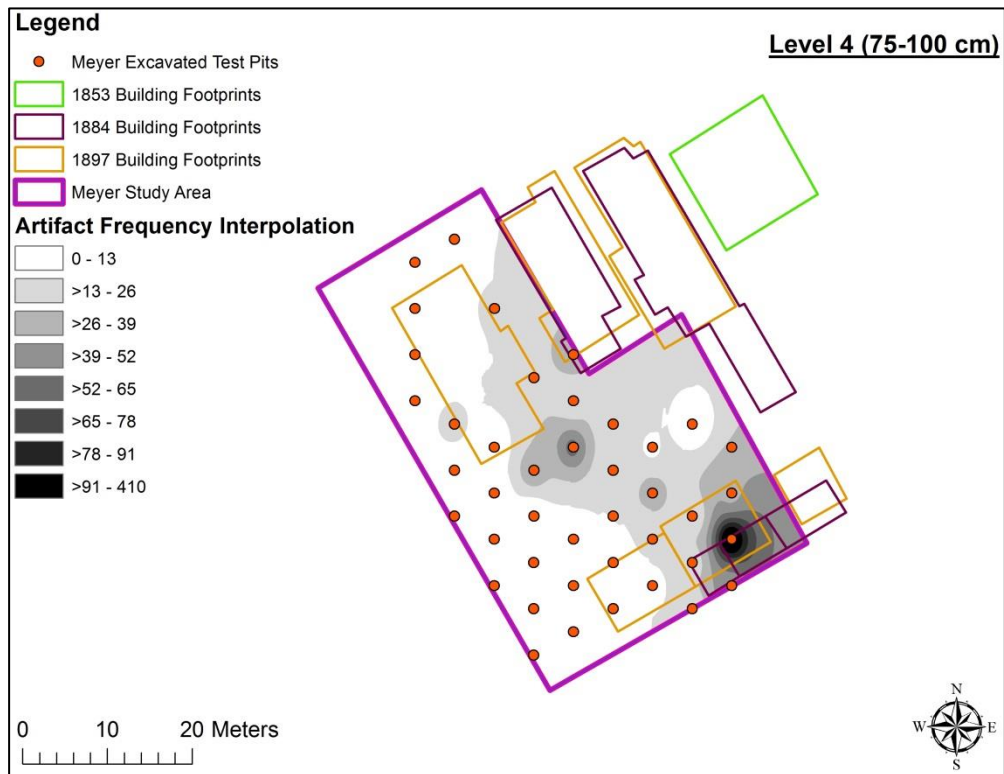 Legend
Level 4 (75-100 cm)
Meyer Excavated Test Pits
1853 Building Footprints
1884 Building Footprints
1897 Building Footprints
Meyer Study Area
Artifact Frequency Interpolation
0 - 13
>13 - 26
>26 - 39
>39 - 52
>52 - 65
>65 - 78
>78 - 91
>91 - 410
0 10 20 Meters
N
W E
S